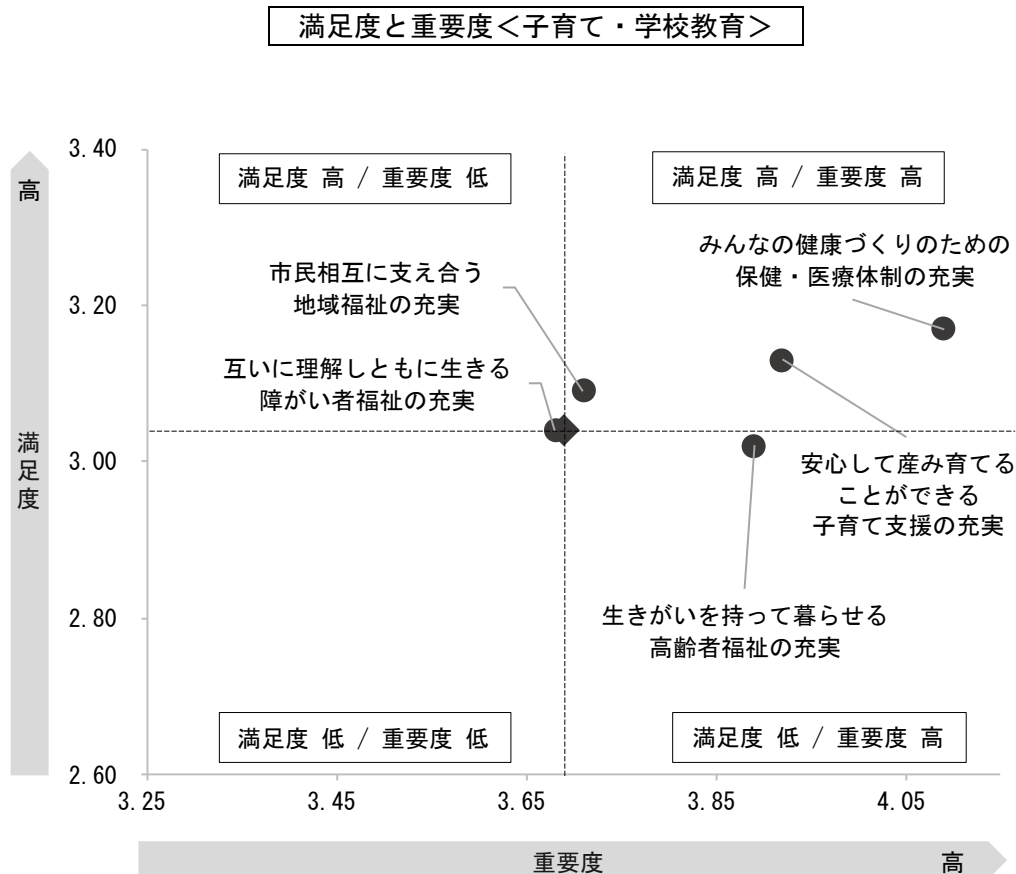 満足度と重要度＜子育て・学校教育＞
3.40
高
満足度 高 / 重要度 低
満足度 高 / 重要度 高
みんなの健康づくりのための
保健・医療体制の充実
市民相互に支え合う
地域福祉の充実
3.20
互いに理解しともに生きる
障がい者福祉の充実
満足度
3.00
安心して産み育てる
ことができる
子育て支援の充実
2.80
生きがいを持って暮らせる
高齢者福祉の充実
満足度 低 / 重要度 低
満足度 低 / 重要度 高
2.60
3.25
3.45
3.65
3.85
4.05
重要度
高